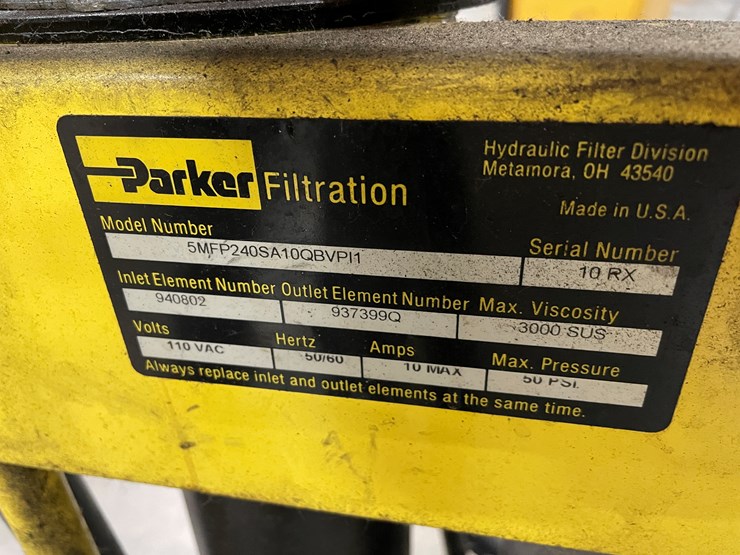 Parker Filtration
Hydraulic Filter Division
Metamora, OH 43540
Made in U.S.A.
Model Number
5MFP240SA10QBVPI1
Serial Number
10 RX
Inlet Element Number Outlet Element Number Max. Viscosity
940802 937399Q 3000 SUS
Volts Hertz Amps Max. Pressure
110 VAC 50/60 10 MAX 50 PSI
Always replace inlet and outlet elements at the same time.